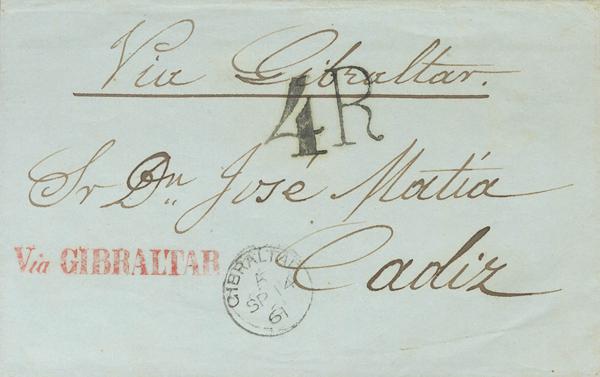 Via Gibraltar.
4R
Sr Dn José Matía
Via GIBRALTAR
Cadiz
GIBRALTAR
A
SP 14
61